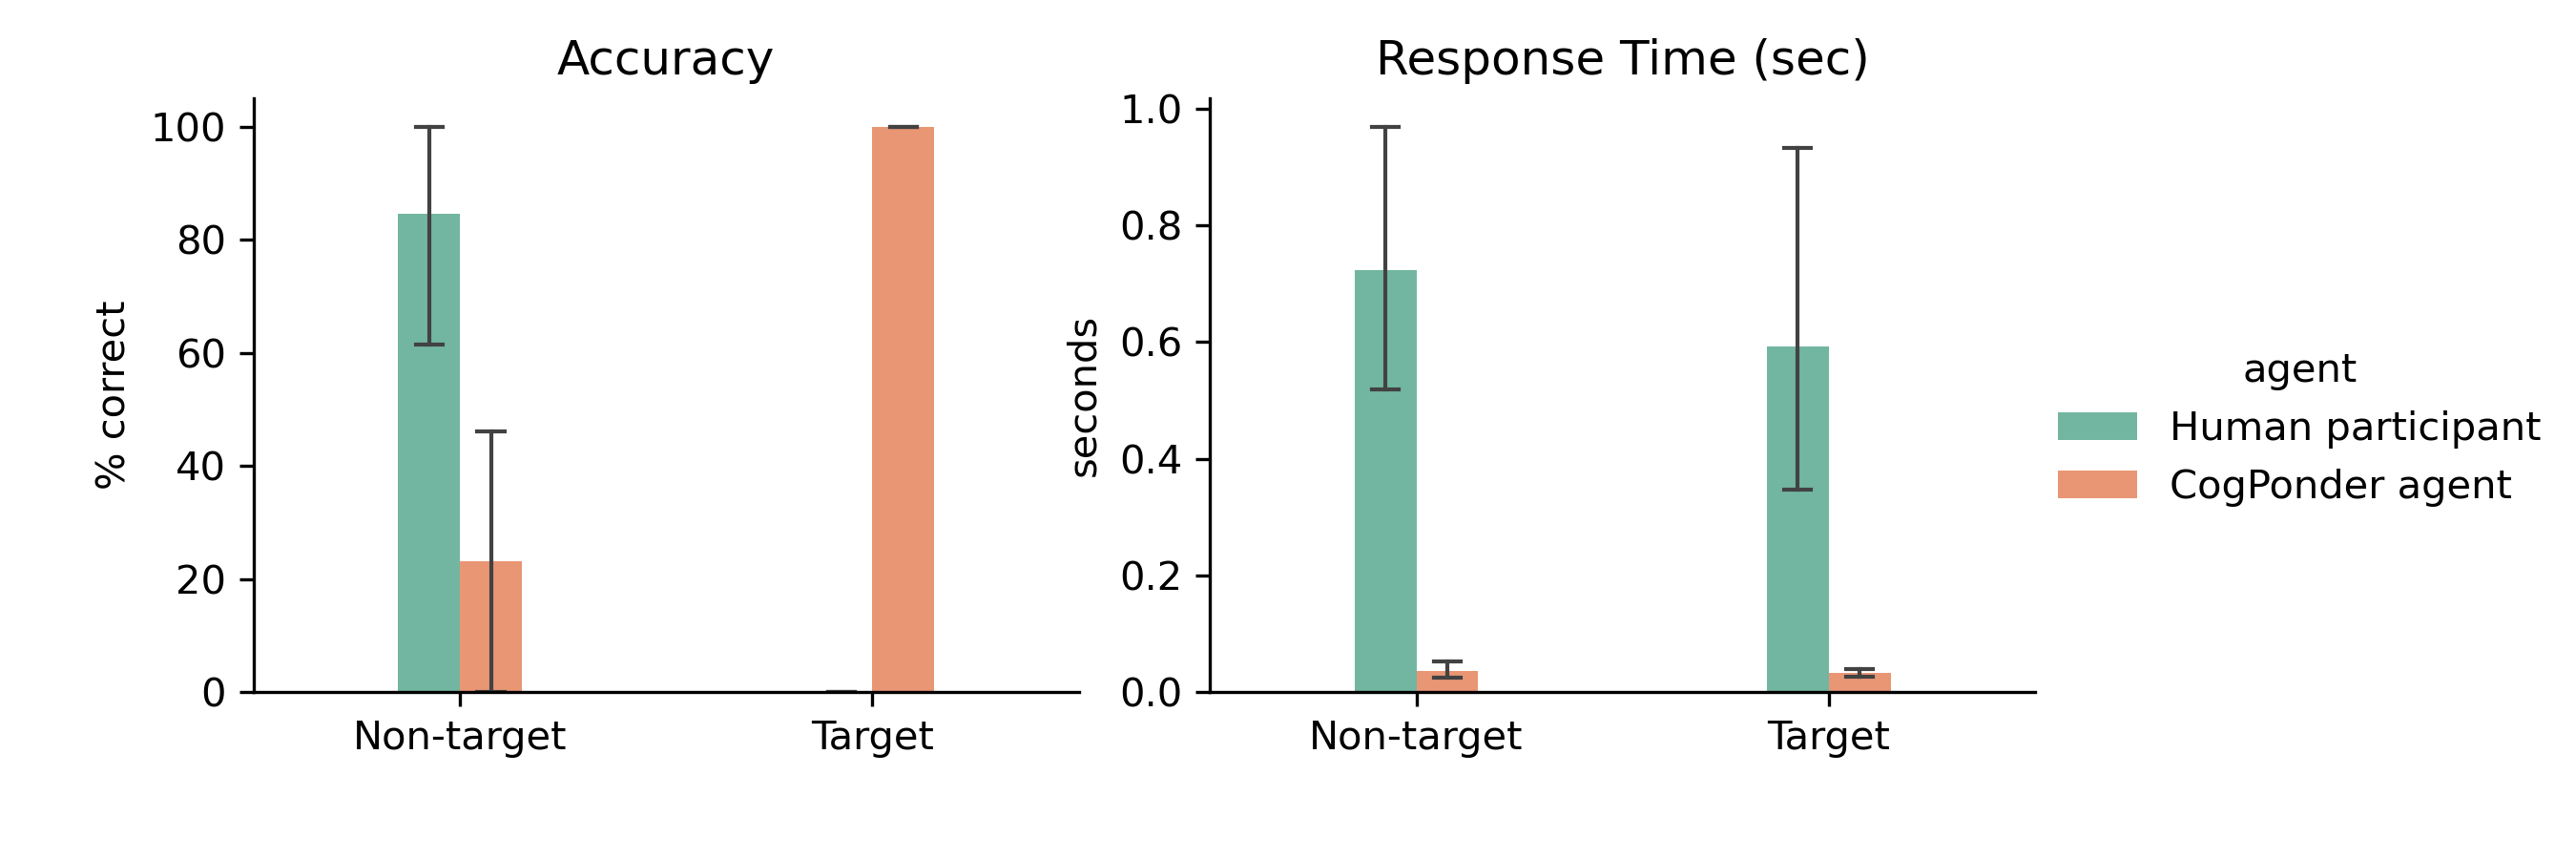 Accuracy
% correct
100
80
60
40
20
0
Non-target
Target
Response Time (sec)
seconds
1.0
0.8
0.6
0.4
0.2
0.0
Non-target
Target
agent
Human participant
CogPonder agent